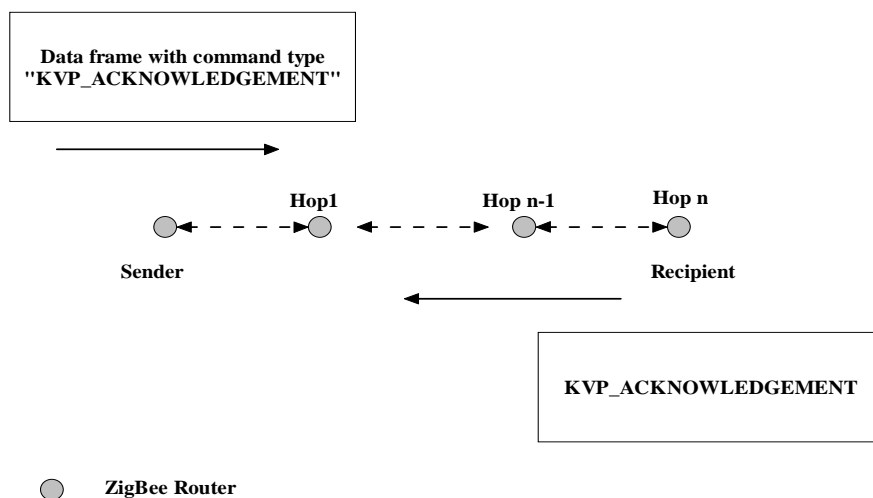 Data frame with command type
"KVP_ACKNOWLEDGEMENT"
Hop1
Hop n-1
Hop n
Sender
Recipient
KVP_ACKNOWLEDGEMENT
ZigBee Router